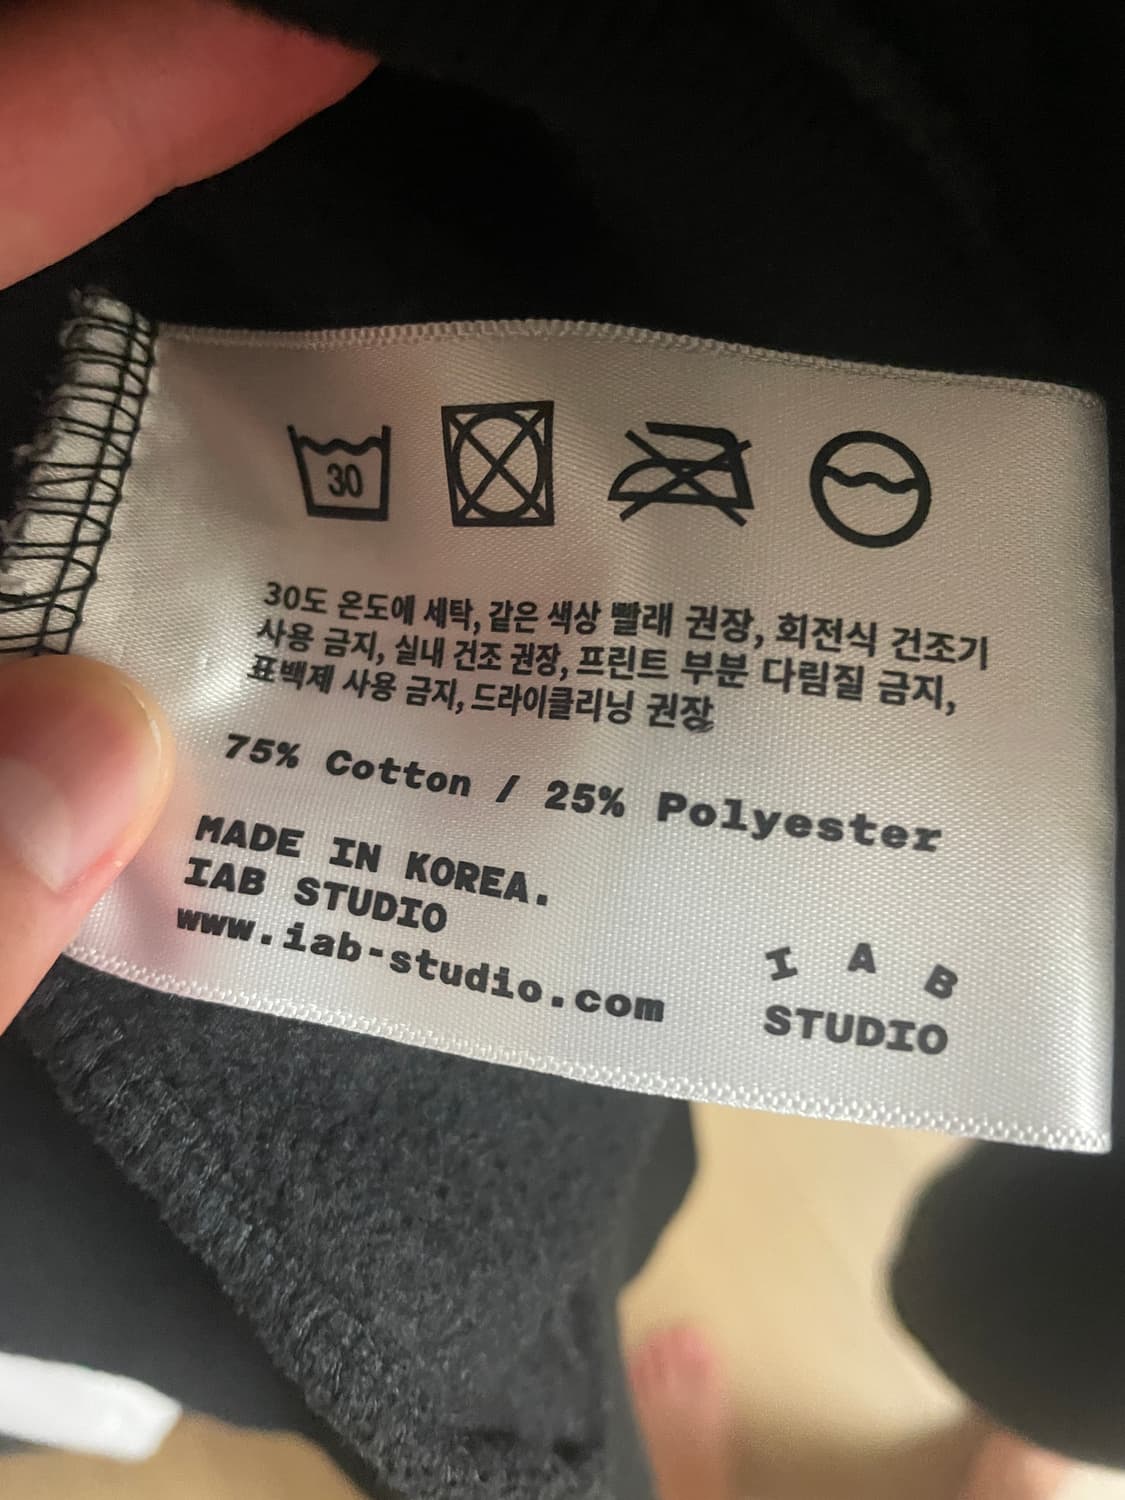 30
30도 온도에 세탁, 같은 색상 빨래 권장, 회전식 건조기
사용 금지, 실내 건조 권장, 프린트 부분 다림질 금지,
표백제 사용 금지, 드라이클리닝 권장
75% Cotton / 25% Polyester
MADE IN KOREA.
IAB STUDIO
www.iab-studio.com
I A B
STUDIO